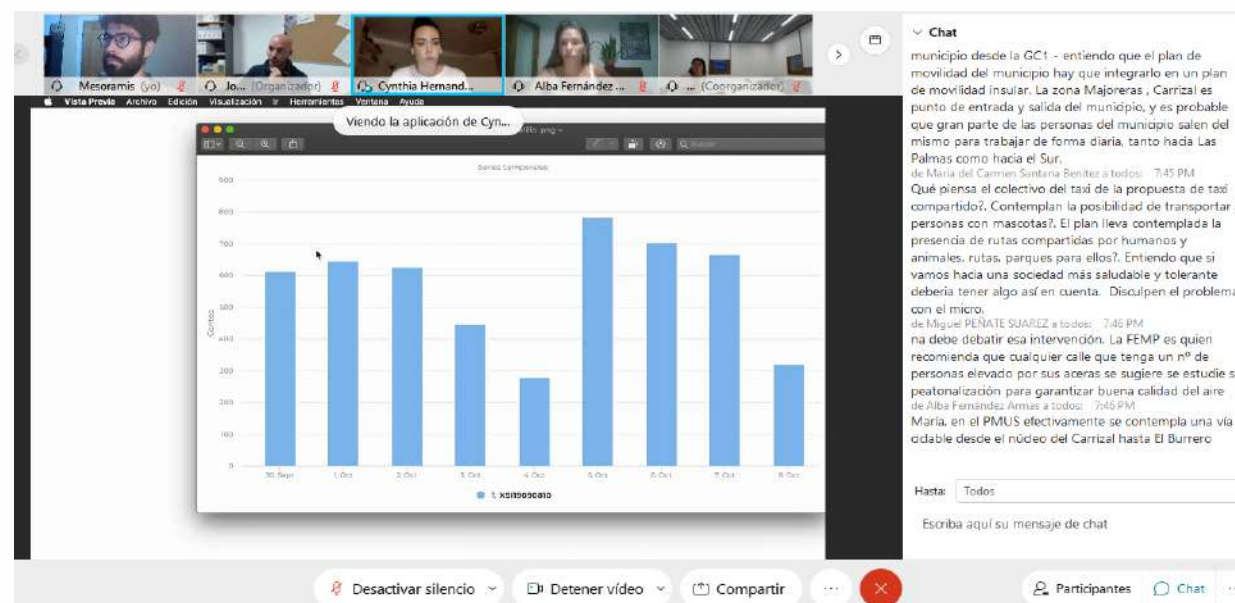 Mesoramis (yo)
Jo... (Organizador)
Cynthia Hernand...
Alba Fernández ...
... (Coorganizador)
Vista Previa Archivo Edición Visualización Ir Herramientas Ventana Ayuda
Viendo la aplicación de Cyn...
Series temporales
Conteo
900
800
700
600
500
400
300
200
100
0
30. Sept 1. Oct 2. Oct 3. Oct 4. Oct 5. Oct 6. Oct 7. Oct 8. Oct
Chat
municipio desde la GC1 - entiendo que el plan de
movilidad del municipio hay que integrarlo en un plan
de movilidad insular. La zona Majoreras , Carrizal es
punto de entrada y salida del municipio, y es probable
que gran parte de las personas del municipio salen del
mismo para trabajar de forma diaria, tanto hacia Las
Palmas como hacia el Sur.
de Maria del Carmen Santana Benitez a todos: 7:45 PM
Qué piensa el colectivo del taxi de la propuesta de taxi
compartido?. Contemplan la posibilidad de transportar
personas con mascotas?. El plan lleva contemplada la
presencia de rutas compartidas por humanos y
animales, rutas, parques para ellos?. Entiendo que si
vamos hacia una sociedad más saludable y tolerante
deberia tener algo así en cuenta. Disculpen el problema
con el micro.
de Miguel PEÑATE SUAREZ a todos: 7:46 PM
na debe debatir esa intervención. La FEMP es quien
recomienda que cualquier calle que tenga un nº de
personas elevado por sus aceras se sugiere se estudie s
peatonalización para garantizar buena calidad del aire
de Alba Fernández Armas a todos: 7:46 PM
María, en el PMUS efectivamente se contempla una vía
ciclable desde el núcleo del Carrizal hasta El Burrero
Hasta: Todos
Escriba aquí su mensaje de chat
Desactivar silencio
Detener vídeo
Compartir
Participantes
Chat